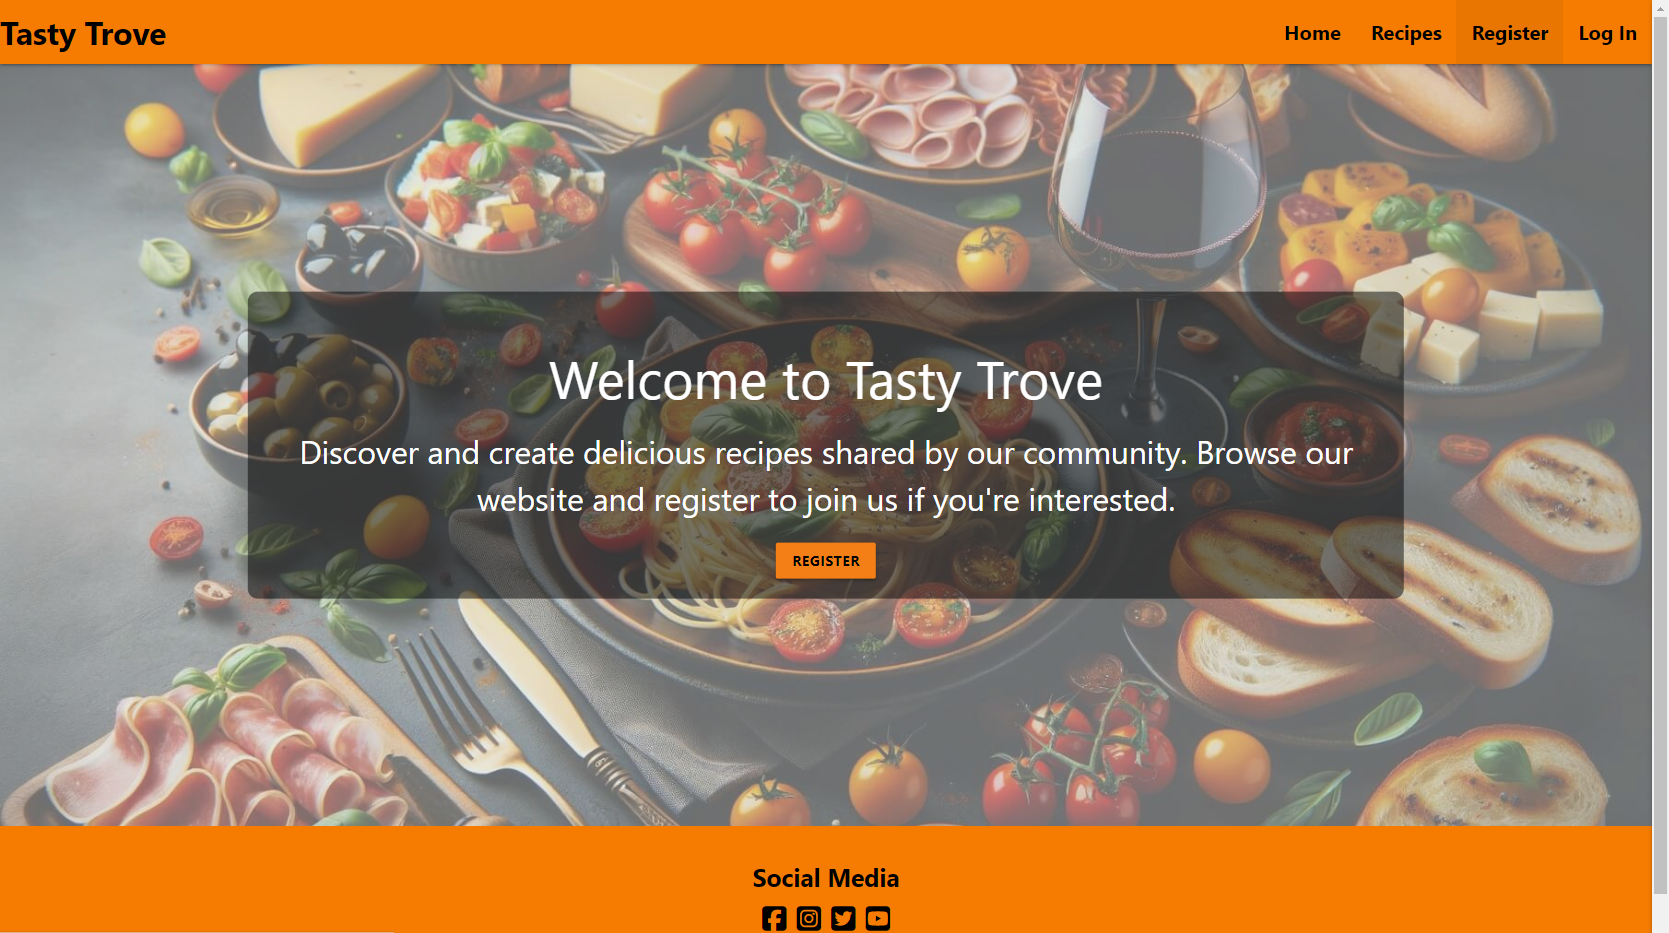 Tasty Trove
Home
Recipes
Register
Log In
Welcome to Tasty Trove
Discover and create delicious recipes shared by our community. Browse our
website and register to join us if you're interested.
REGISTER
Social Media